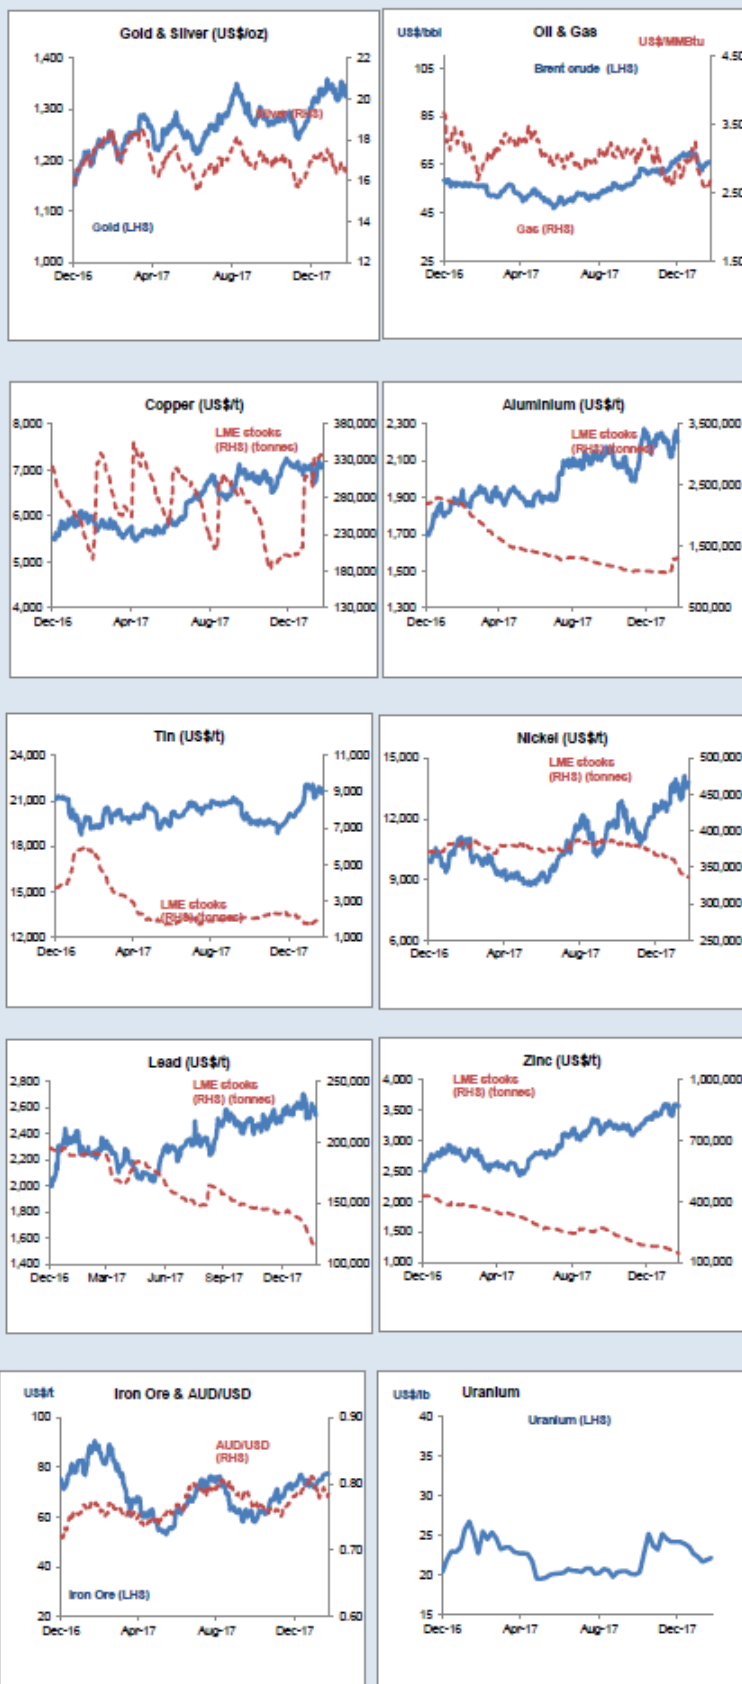 Gold & Silver (US$/oz)
1,400
1,300
1,200
1,100
1,000
22
20
18
16
14
12
Silver (RHS)
Gold (LHS)
Dec-16 Apr-17 Aug-17 Dec-17
US$/bbl Oil & Gas US$/MMBtu
Brent crude (LHS)
105
85
65
45
25
4.50
3.50
2.50
1.50
Gas (RHS)
Dec-16 Apr-17 Aug-17 Dec-17
Copper (US$/t)
LME stocks
(RHS) (tonnes)
8,000
7,000
6,000
5,000
4,000
380,000
330,000
280,000
230,000
180,000
130,000
Dec-16 Apr-17 Aug-17 Dec-17
Aluminium (US$/t)
LME stocks
(RHS) (tonnes)
2,300
2,100
1,900
1,700
1,500
1,300
3,500,000
2,500,000
1,500,000
500,000
Dec-16 Apr-17 Aug-17 Dec-17
Tin (US$/t)
24,000
21,000
18,000
15,000
12,000
11,000
9,000
7,000
5,000
3,000
1,000
LME stocks
(RHS) (tonnes)
Dec-16 Apr-17 Aug-17 Dec-17
Nickel (US$/t)
LME stocks
(RHS) (tonnes)
15,000
12,000
9,000
6,000
500,000
450,000
400,000
350,000
300,000
250,000
Dec-16 Apr-17 Aug-17 Dec-17
Lead (US$/t)
LME stocks
(RHS) (tonnes)
2,800
2,600
2,400
2,200
2,000
1,800
1,600
1,400
250,000
200,000
150,000
100,000
Dec-16 Mar-17 Jun-17 Sep-17 Dec-17
Zinc (US$/t)
LME stocks
(RHS) (tonnes)
4,000
3,500
3,000
2,500
2,000
1,500
1,000
1,000,000
700,000
400,000
100,000
Dec-16 Apr-17 Aug-17 Dec-17
US$/t Iron Ore & AUD/USD
AUD/USD
(RHS)
100
80
60
40
20
0.90
0.80
0.70
0.60
Iron Ore (LHS)
Dec-16 Apr-17 Aug-17 Dec-17
US$/lb Uranium
Uranium (LHS)
40
35
30
25
20
15
Dec-16 Apr-17 Aug-17 Dec-17